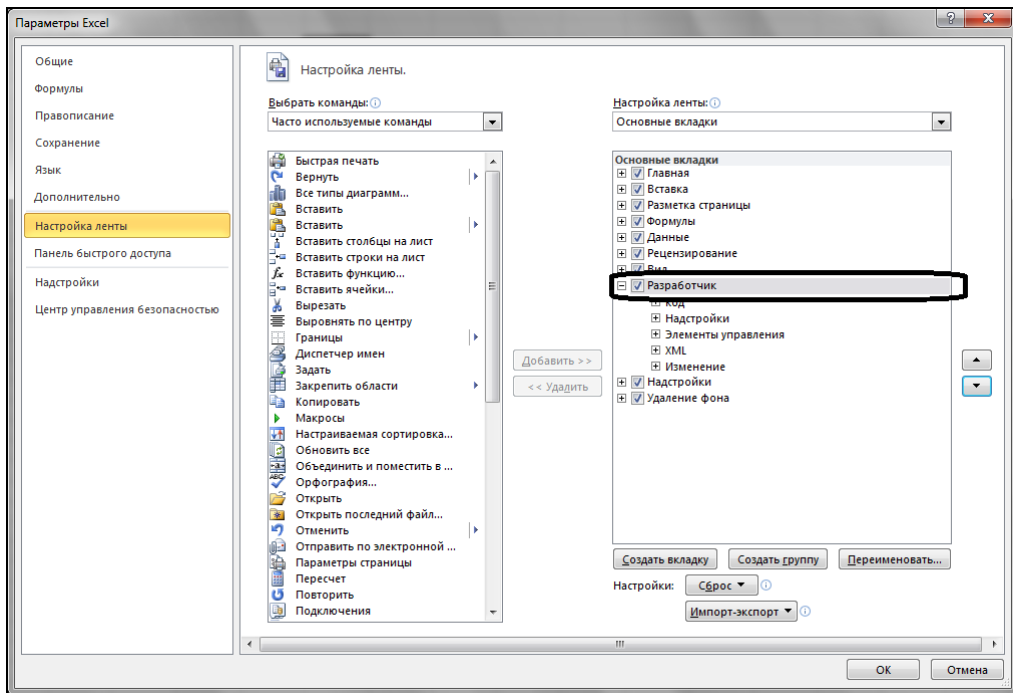 Параметры Excel
Общие
Формулы
Правописание
Сохранение
Язык
Дополнительно
Настройка ленты
Панель быстрого доступа
Надстройки
Центр управления безопасностью
Настройка ленты.
Выбрать команды:
Часто используемые команды
Быстрая печать
Вернуть
Все типы диаграмм...
Вставить
Вставить
Вставить столбцы на лист
Вставить строки на лист
Вставить функцию...
Вставить ячейки...
Вырезать
Выровнять по центру
Границы
Диспетчер имен
Задать
Закрепить области
Копировать
Макросы
Настраиваемая сортировка...
Обновить все
Объединить и поместить в ...
Орфография...
Открыть
Открыть последний файл...
Отменить
Отправить по электронной ...
Параметры страницы
Пересчет
Повторить
Подключения
Добавить >>
<< Удалить
Настройка ленты:
Основные вкладки
Основные вкладки
Главная
Вставка
Разметка страницы
Формулы
Данные
Рецензирование
Вид
Разработчик
Код
Надстройки
Элементы управления
XML
Изменение
Надстройки
Удаление фона
Создать вкладку Создать группу Переименовать...
Настройки: Сброс
Импорт-экспорт
ОК Отмена